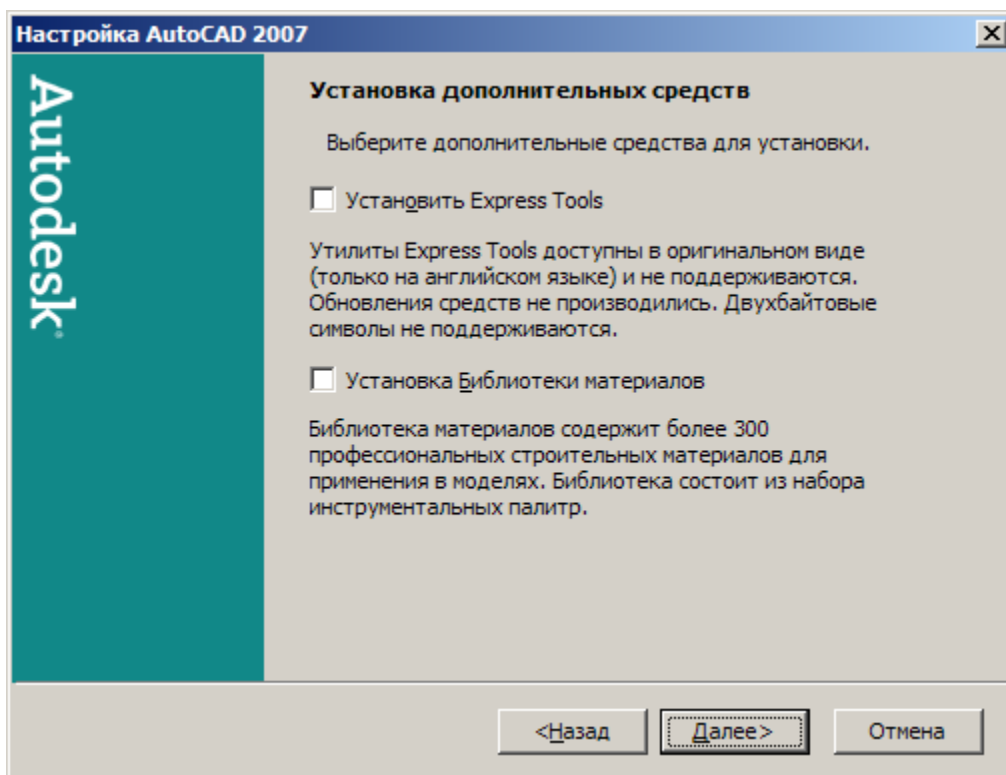 Настройка AutoCAD 2007
Autodesk®
Установка дополнительных средств
Выберите дополнительные средства для установки.
Установить Express Tools
Утилиты Express Tools доступны в оригинальном виде
(только на английском языке) и не поддерживаются.
Обновления средств не производились. Двухбайтовые
символы не поддерживаются.
Установка Библиотеки материалов
Библиотека материалов содержит более 300
профессиональных строительных материалов для
применения в моделях. Библиотека состоит из набора
инструментальных палитр.
<Назад
Далее>
Отмена